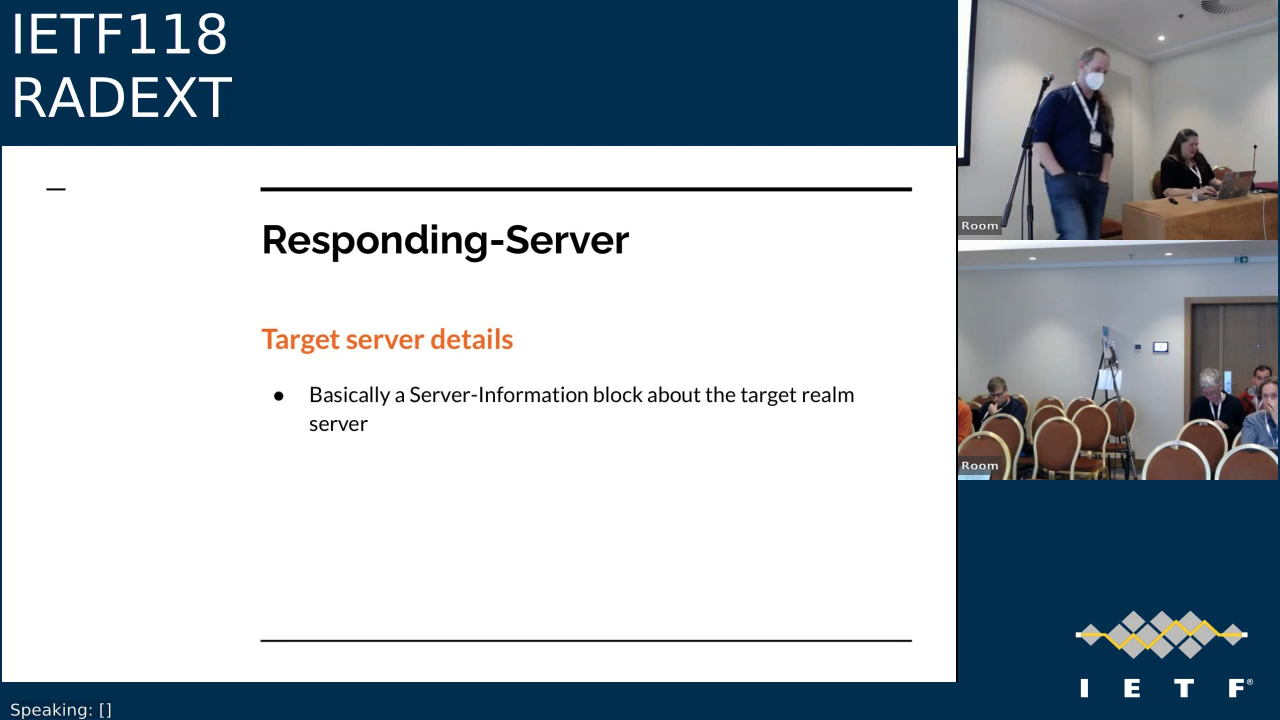 IETF118
RADEXT
Responding-Server
Target server details
● Basically a Server-Information block about the target realm
server
Room
Room
I E T F®
Speaking: []